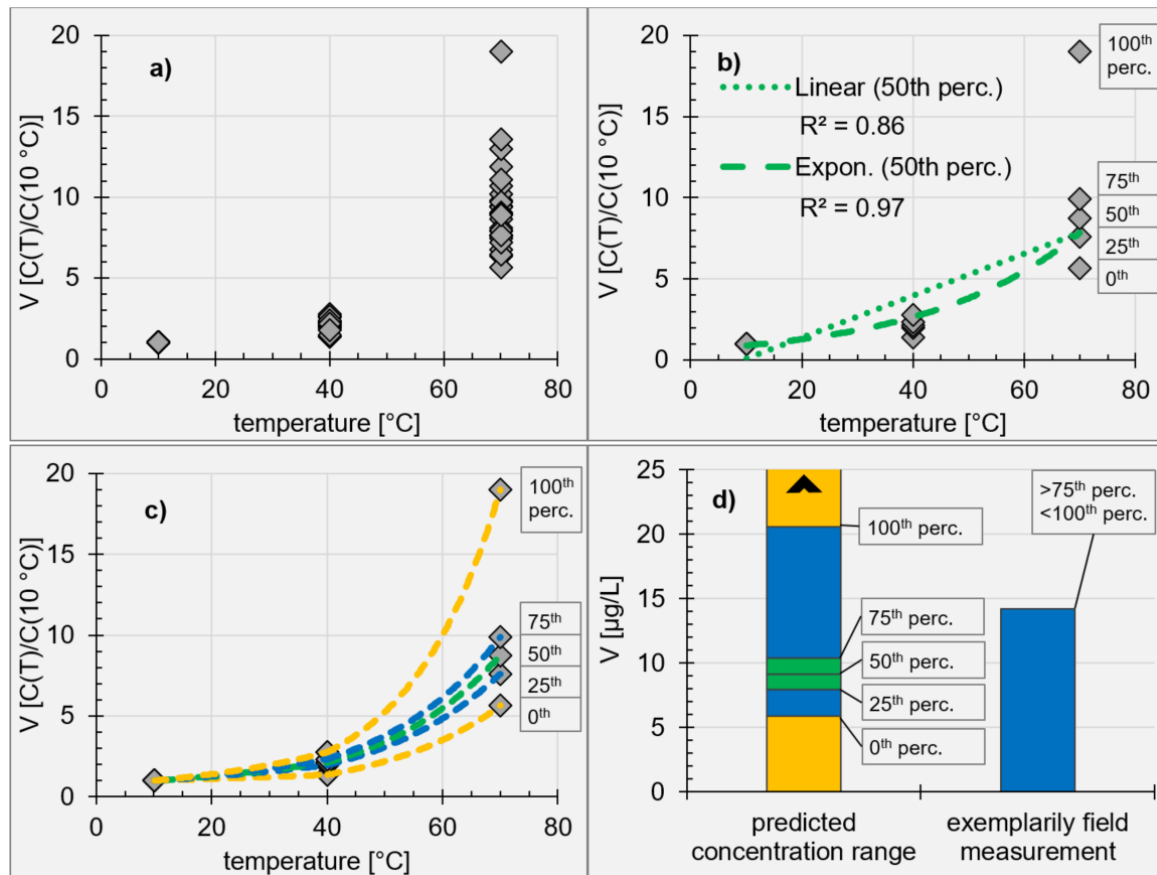 a)
V [C(T)/C(10 °C)]
20
15
10
5
0
0 20 40 60 80
temperature [°C]
b)
Linear (50th perc.)
R² = 0.86
Expon. (50th perc.)
R² = 0.97
V [C(T)/C(10 °C)]
20
15
10
5
0
0 20 40 60 80
temperature [°C]
100th
perc.
75th
50th
25th
0th
c)
V [C(T)/C(10 °C)]
20
15
10
5
0
0 20 40 60 80
temperature [°C]
100th
perc.
75th
50th
25th
0th
d)
V [µg/L]
25
20
15
10
5
0
>75th perc.
<100th perc.
100th perc.
75th perc.
50th perc.
25th perc.
0th perc.
predicted
concentration range
exemplarily field
measurement